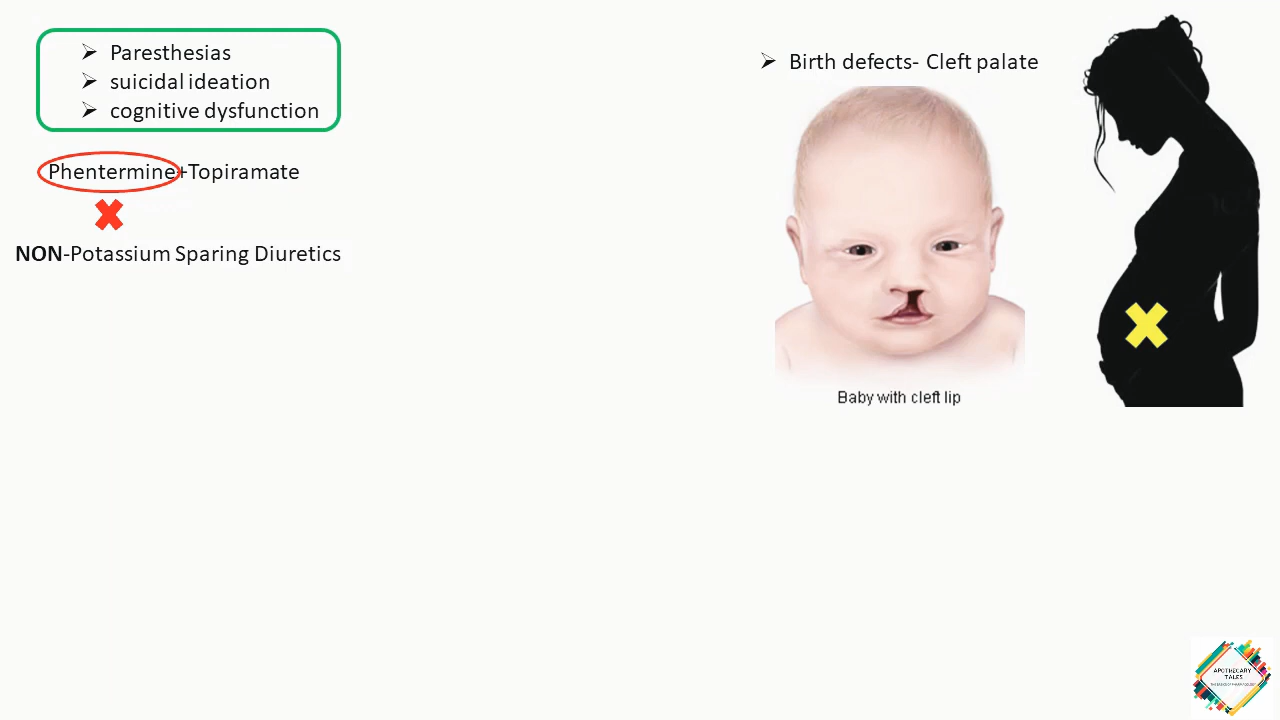 ➢ Paresthesias
➢ suicidal ideation
➢ cognitive dysfunction
Phentermine+Topiramate
NON-Potassium Sparing Diuretics
➢ Birth defects- Cleft palate
Baby with cleft lip
APOTHECARY
TALES